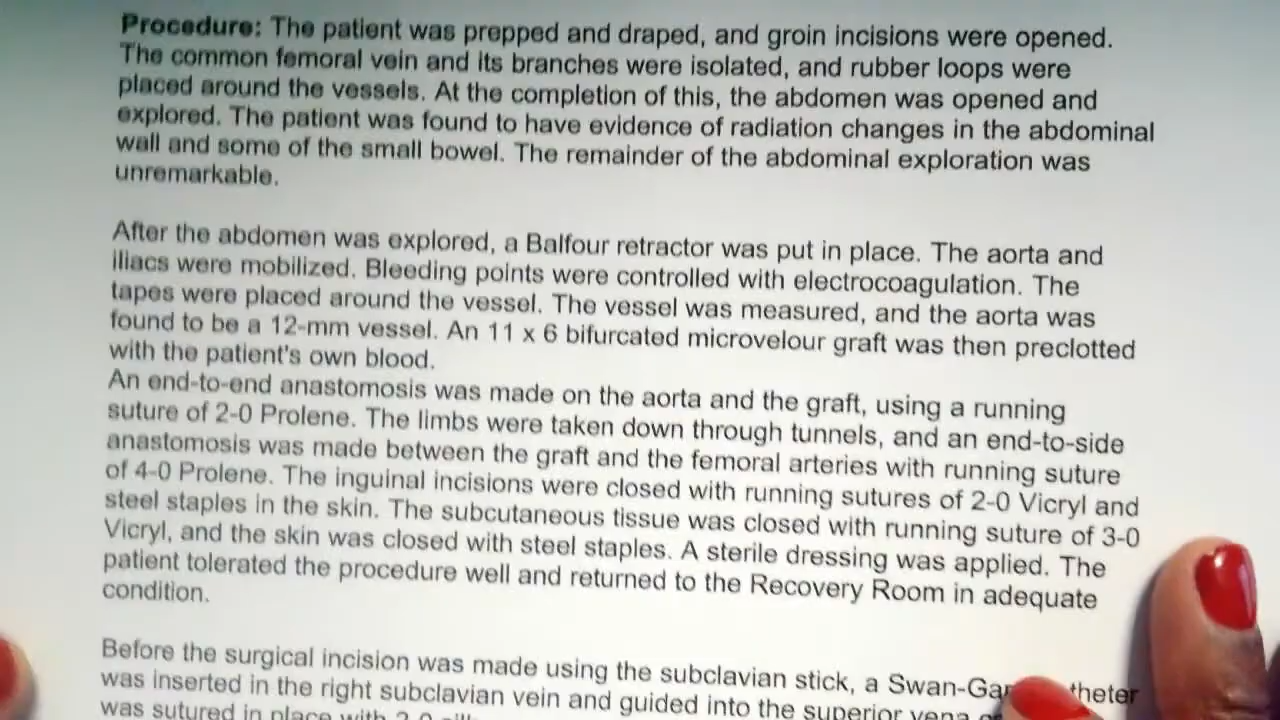 Procedure: The patient was prepped and draped, and groin incisions were opened.
The common femoral vein and its branches were isolated, and rubber loops were
placed around the vessels. At the completion of this, the abdomen was opened and
explored. The patient was found to have evidence of radiation changes in the abdominal
wall and some of the small bowel. The remainder of the abdominal exploration was
unremarkable.
After the abdomen was explored, a Balfour retractor was put in place. The aorta and
iliacs were mobilized. Bleeding points were controlled with electrocoagulation. The
tapes were placed around the vessel. The vessel was measured, and the aorta was
found to be a 12-mm vessel. An 11 x 6 bifurcated microvelour graft was then preclotted
with the patient's own blood.
An end-to-end anastomosis was made on the aorta and the graft, using a running
suture of 2-0 Prolene. The limbs were taken down through tunnels, and an end-to-side
anastomosis was made between the graft and the femoral arteries with running suture
of 4-0 Prolene. The inguinal incisions were closed with running sutures of 2-0 Vicryl and
steel staples in the skin. The subcutaneous tissue was closed with running suture of 3-0
Vicryl, and the skin was closed with steel staples. A sterile dressing was applied. The
patient tolerated the procedure well and returned to the Recovery Room in adequate
condition.
Before the surgical incision was made using the subclavian stick, a
was inserted in the right subclavian vein and guided into the superior vena
was sutured in place with